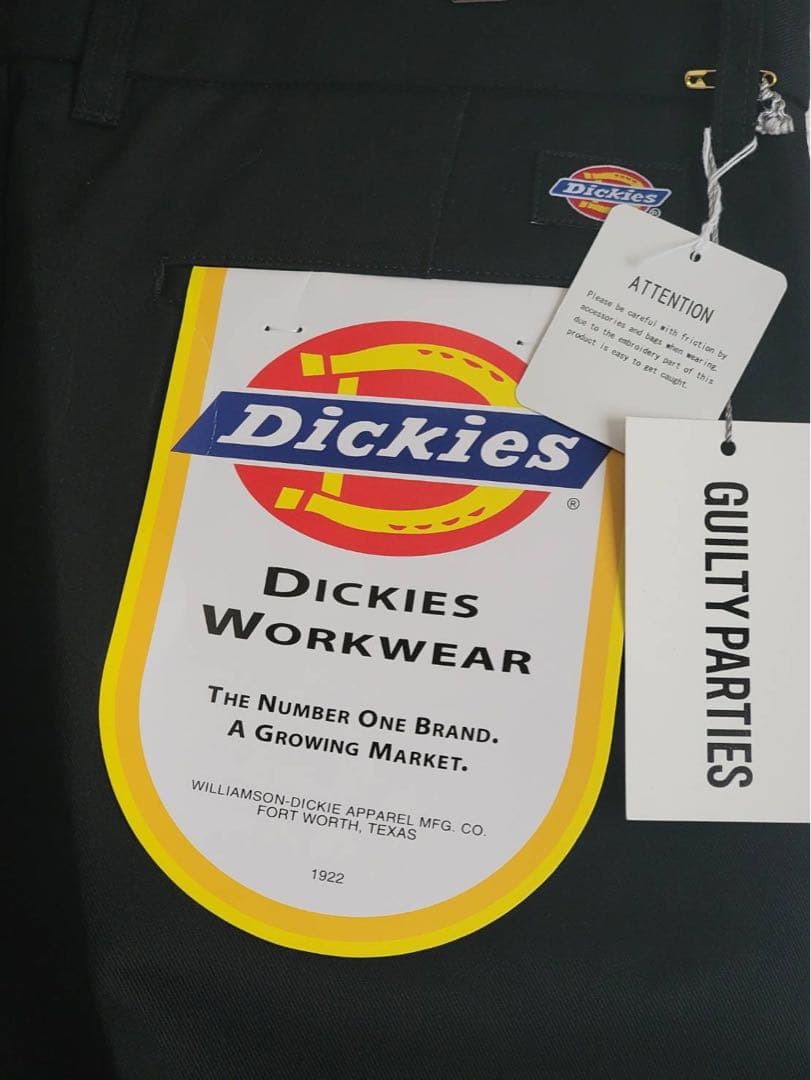 Dickies
®
ATTENTION
Please be careful with friction by
accessories and bags when wearing,
due to the embroidery part of this
product is easy to get caught.
Dickies
®
DICKIES
WORKWEAR
THE NUMBER ONE BRAND.
A GROWING MARKET.
WILLIAMSON-DICKIE APPAREL MFG. CO.
FORT WORTH, TEXAS
1922
GUILTY PARTIES